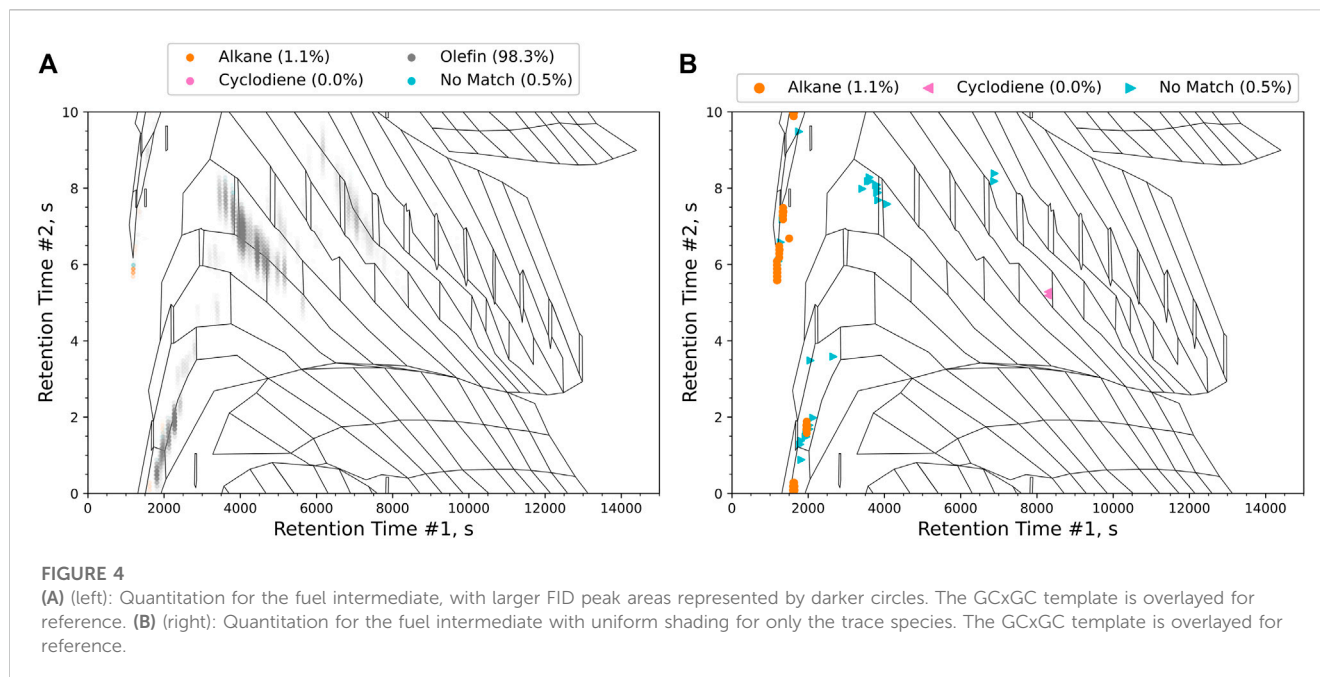 A
Alkane (1.1%)
Olefin (98.3%)
Cyclodiene (0.0%)
No Match (0.5%)
10
8
6
4
2
0
Retention Time #2, s
0
2000
4000
6000
8000
10000
12000
14000
Retention Time #1, s
B
Alkane (1.1%)
Cyclodiene (0.0%)
No Match (0.5%)
10
8
6
4
2
0
Retention Time #2, s
0
2000
4000
6000
8000
10000
12000
14000
Retention Time #1, s
FIGURE 4
(A) (left): Quantitation for the fuel intermediate, with larger FID peak areas represented by darker circles. The GCxGC template is overlayed for
reference. (B) (right): Quantitation for the fuel intermediate with uniform shading for only the trace species. The GCxGC template is overlayed for
reference.